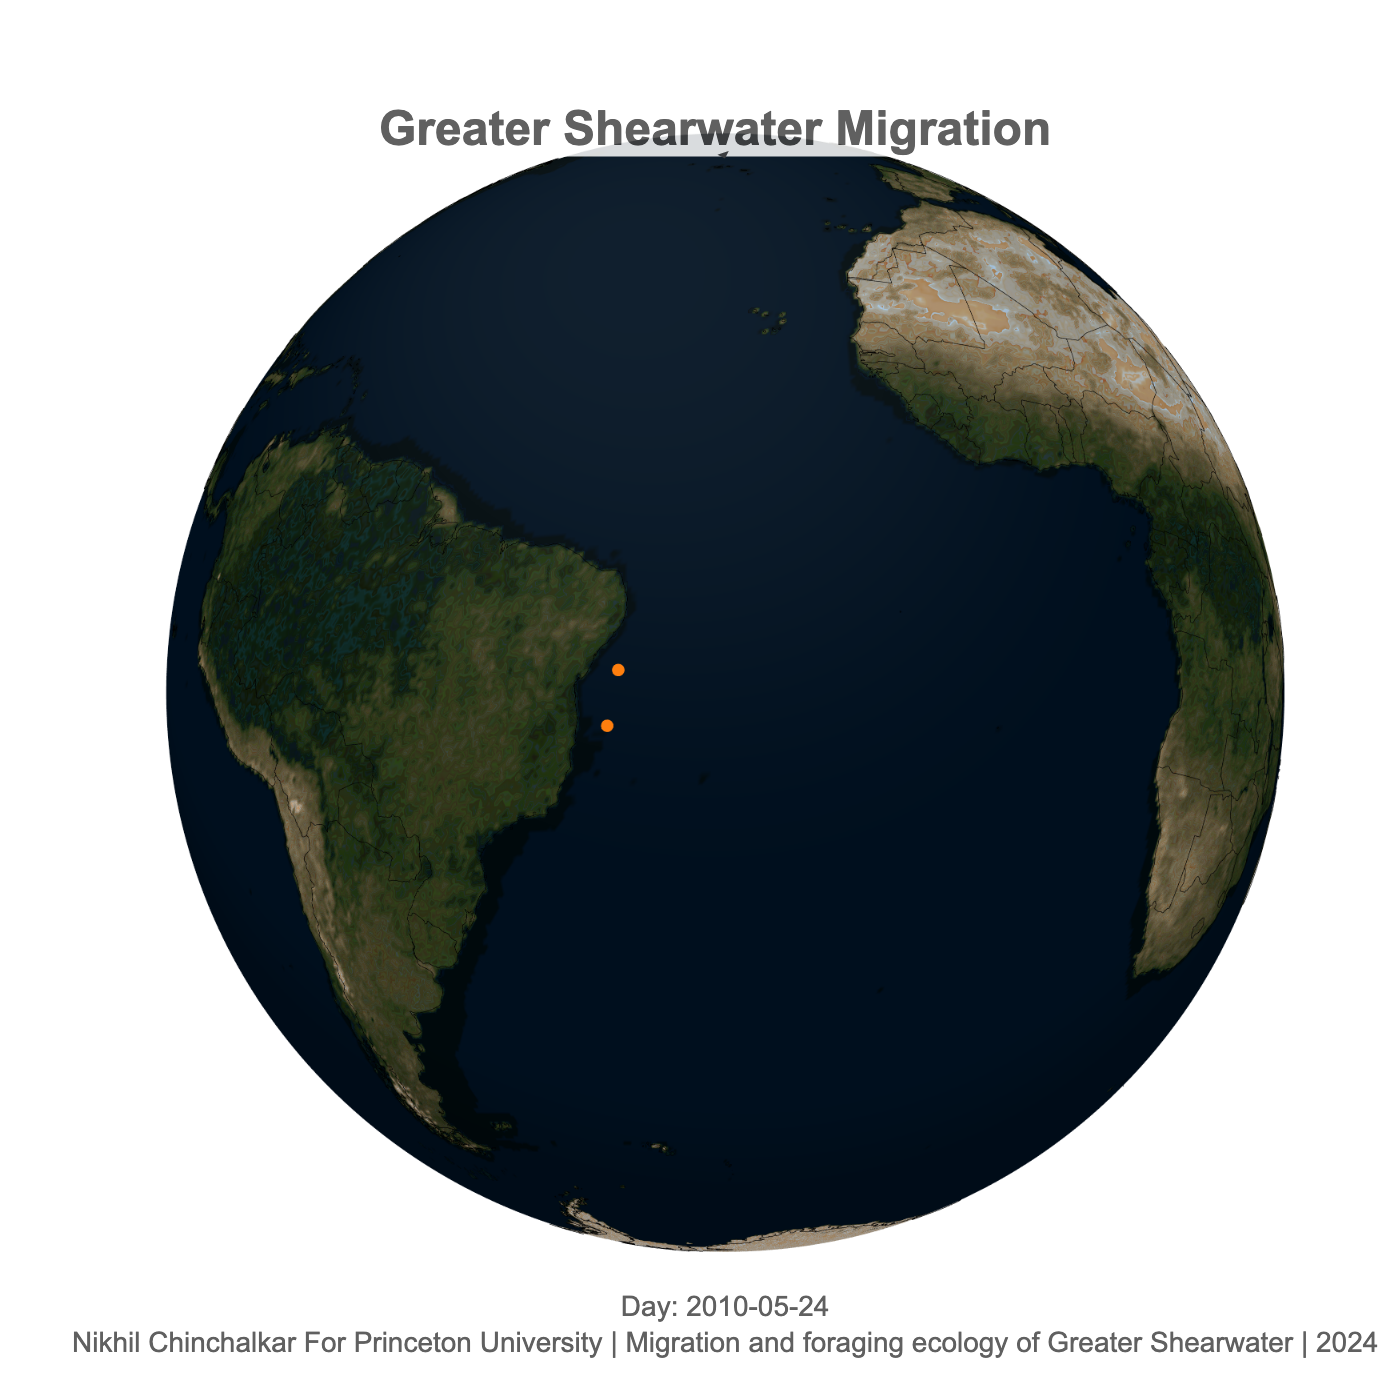 Greater Shearwater Migration
Day: 2010-05-24
Nikhil Chinchalkar For Princeton University | Migration and foraging ecology of Greater Shearwater | 2024